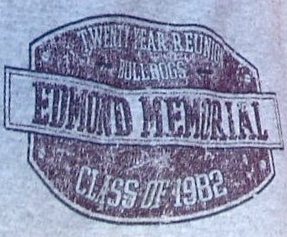 TWENTY YEAR REUNION
BULLDOGS
EDMOND MEMORIAL
CLASS OF 1982